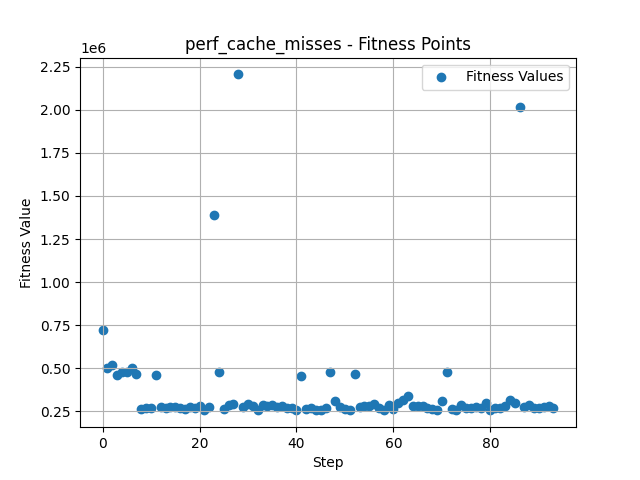 perf_cache_misses - Fitness Points
1e6
Fitness Values
2.25
2.00
1.75
1.50
1.25
1.00
0.75
0.50
0.25
Fitness Value
0 20 40 60 80
Step